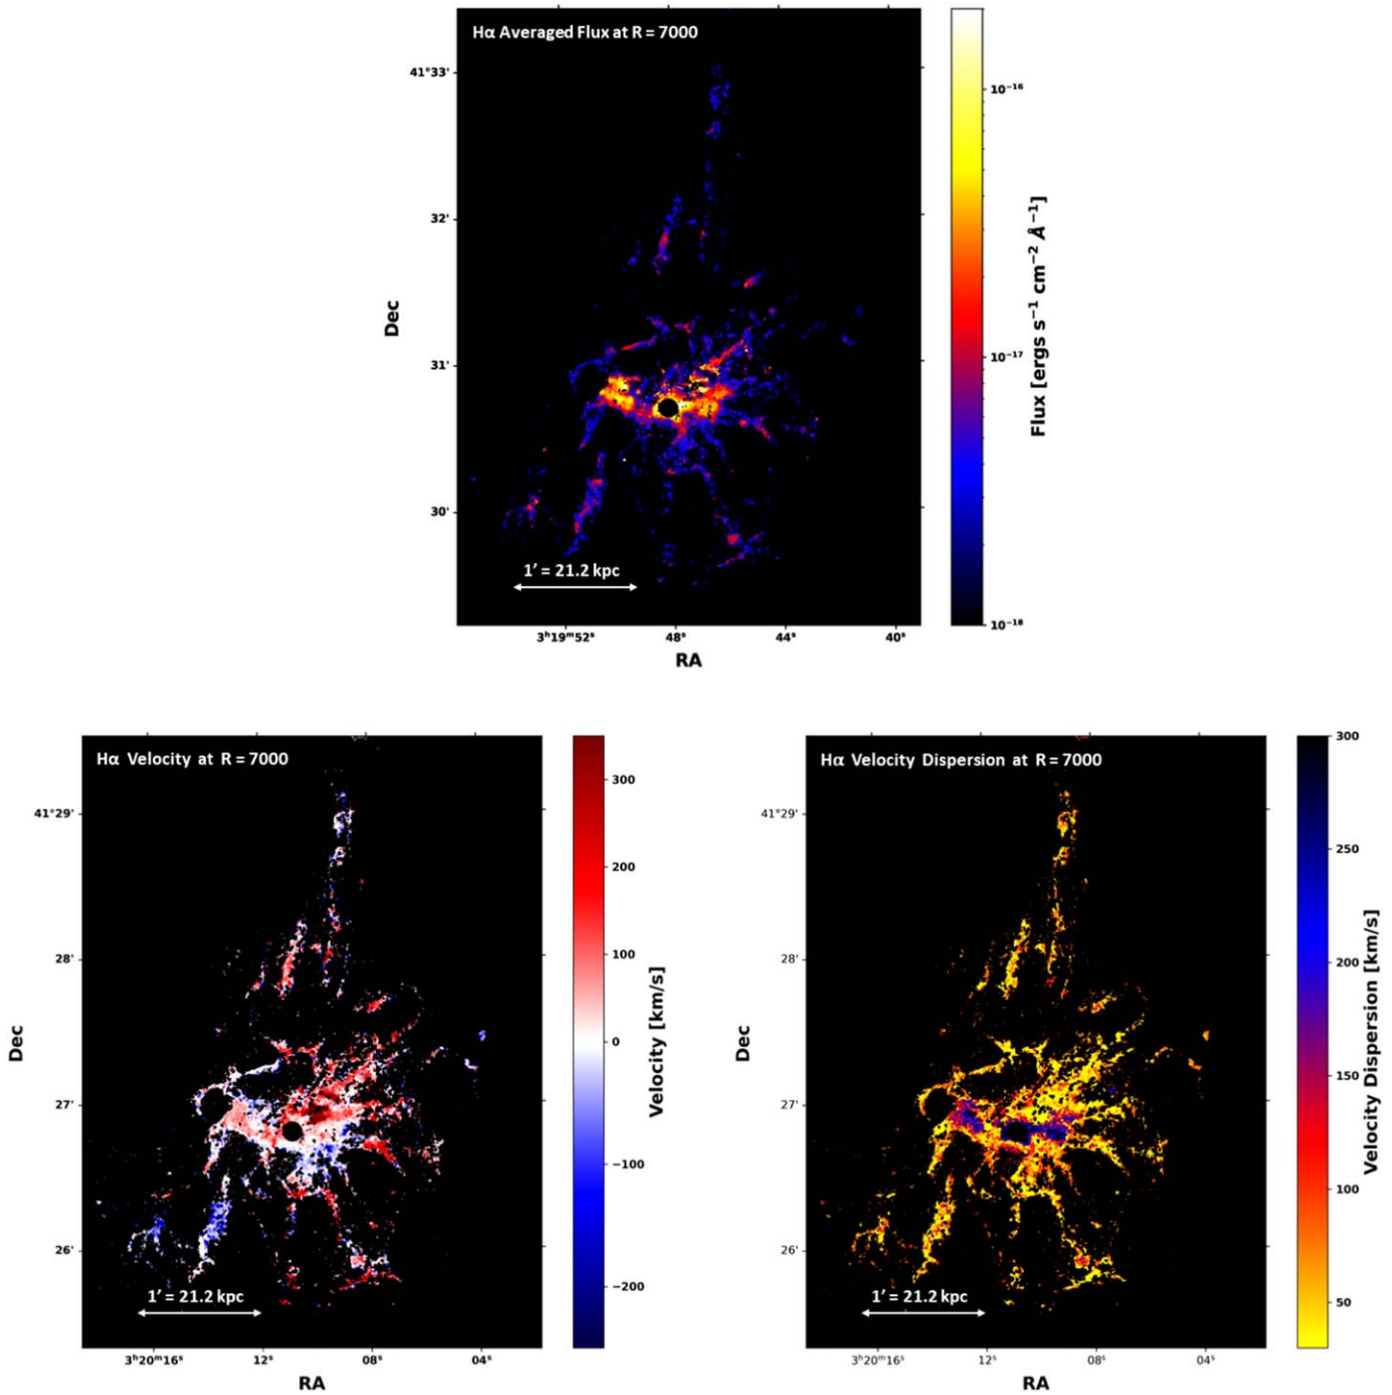 Hα Averaged Flux at R = 7000
41°33'
32'
31'
30'
Dec
1′ = 21.2 kpc
3ʰ19ᵐ52ˢ
48ˢ
44ˢ
40ˢ
RA
10⁻¹⁶
10⁻¹⁷
10⁻¹⁸
Flux [ergs s⁻¹ cm⁻² Å⁻¹]
Hα Velocity at R = 7000
41°29'
28'
27'
26'
Dec
1′ = 21.2 kpc
3ʰ20ᵐ16ˢ
12ˢ
08ˢ
04ˢ
RA
300
200
100
0
−100
−200
Velocity [km/s]
Hα Velocity Dispersion at R = 7000
41°29'
28'
27'
26'
Dec
1′ = 21.2 kpc
3ʰ20ᵐ16ˢ
12ˢ
08ˢ
04ˢ
RA
300
250
200
150
100
50
Velocity Dispersion [km/s]